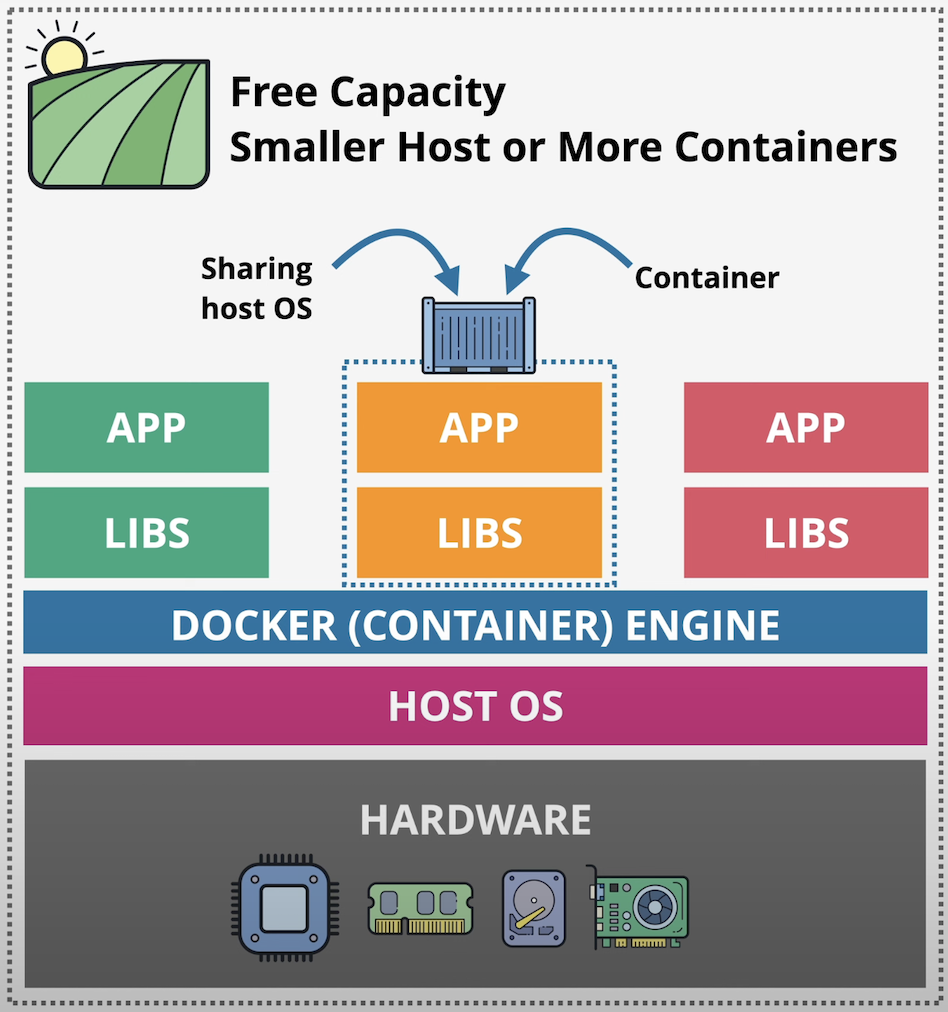 Free Capacity
Smaller Host or More Containers
Sharing
host OS
Container
APP
APP
APP
LIBS
LIBS
LIBS
DOCKER (CONTAINER) ENGINE
HOST OS
HARDWARE